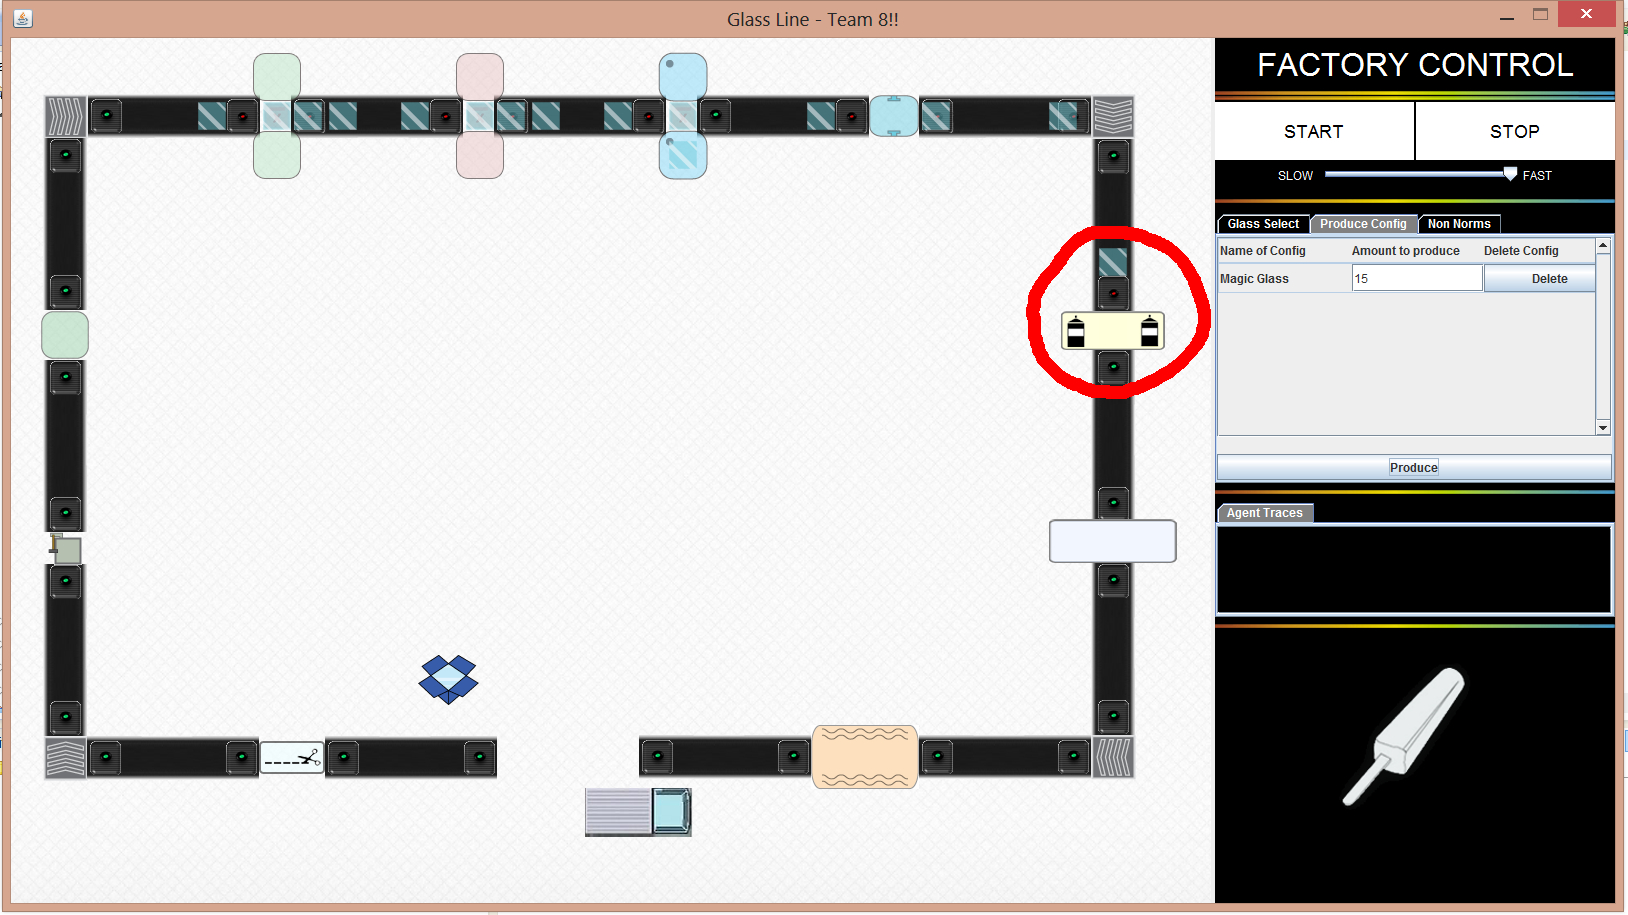 Glass Line - Team 8!!
FACTORY CONTROL
START STOP
SLOW FAST
Glass Select Produce Config Non Norms
Name of Config Amount to produce Delete Config
Magic Glass 15 Delete
Produce
Agent Traces